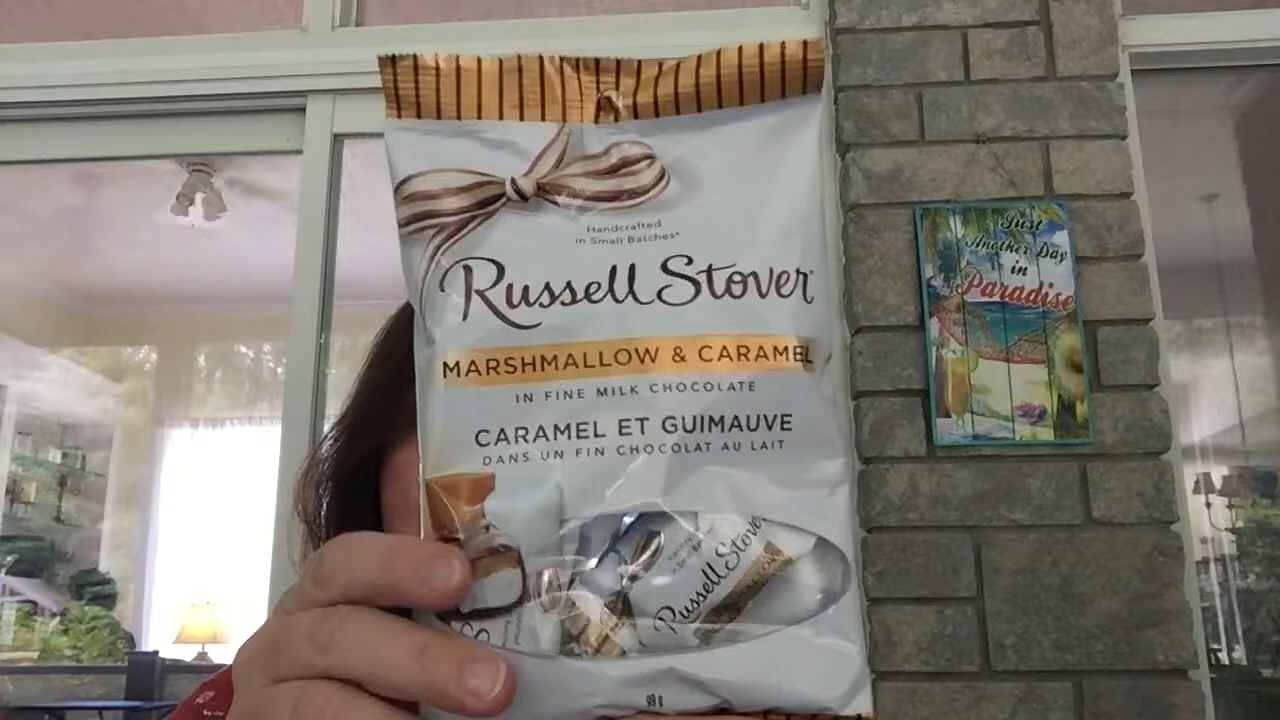 Handcrafted
in Small Batches*
Russell Stover
MARSHMALLOW & CARAMEL
IN FINE MILK CHOCOLATE
CARAMEL ET GUIMAUVE
DANS UN FIN CHOCOLAT AU LAIT
Russell Stover
99 g
Just
Another Day
in
Paradise